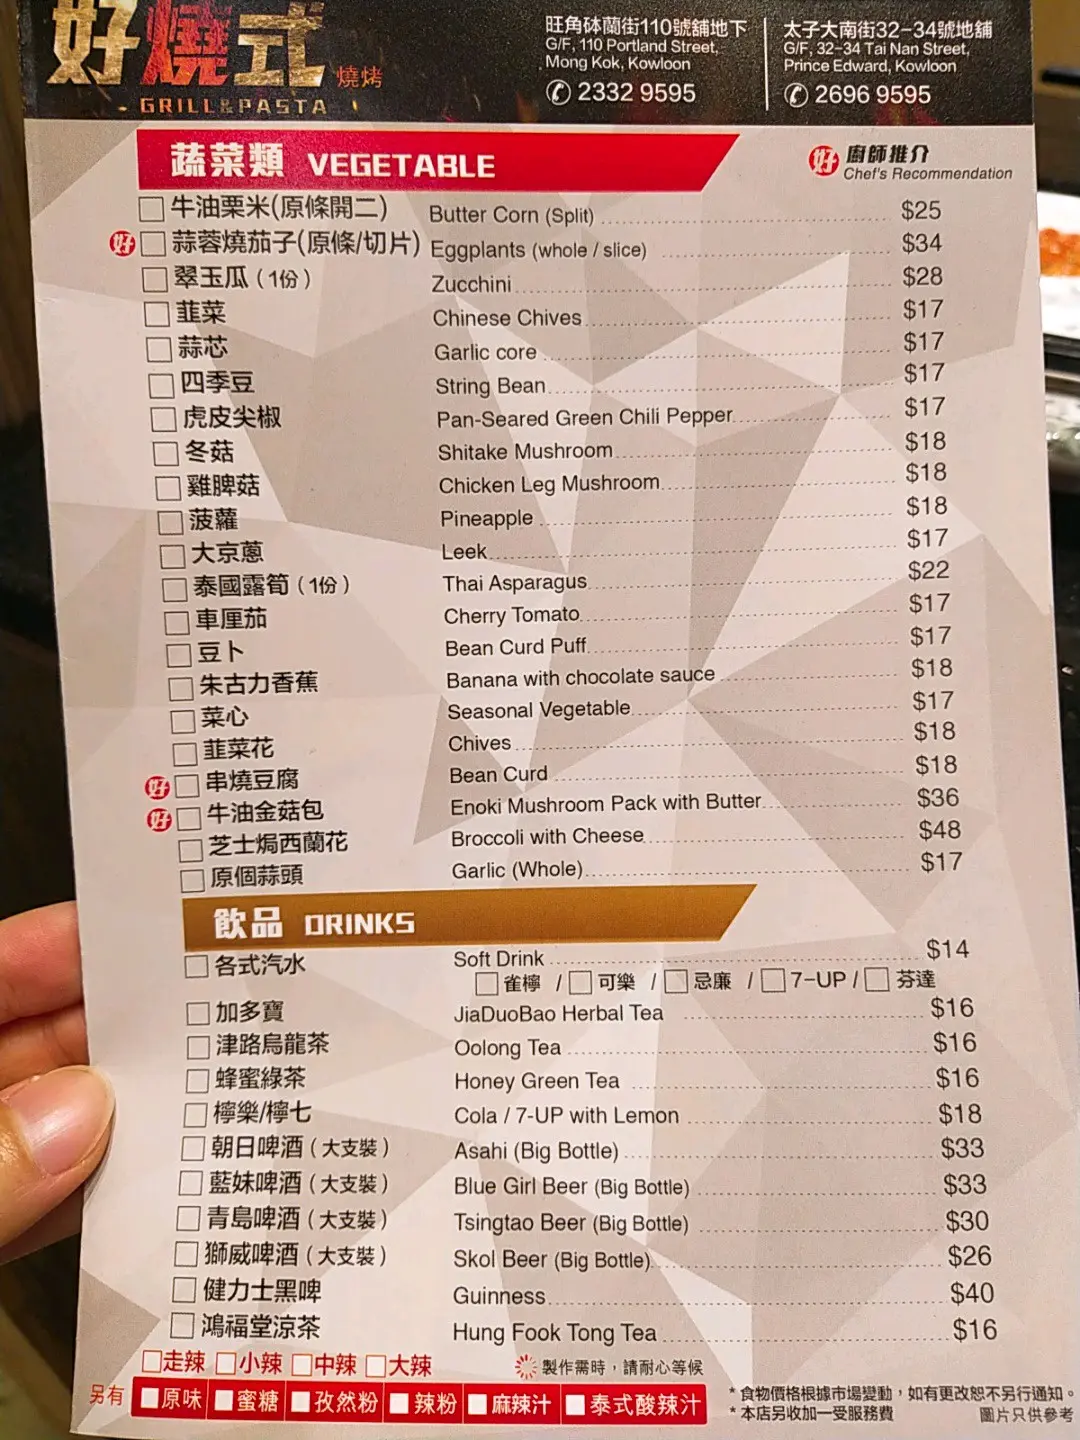 好燒式 燒烤
GRILL&PASTA
旺角砵蘭街110號舖地下
G/F, 110 Portland Street,
Mong Kok, Kowloon
2332 9595
太子大南街32-34號地舖
G/F, 32-34 Tai Nan Street,
Prince Edward, Kowloon
2696 9595
蔬菜類 VEGETABLE
好 廚師推介
Chef's Recommendation
牛油粟米(原條開二) Butter Corn (Split) $25
好 蒜蓉燒茄子(原條/切片) Eggplants (whole / slice) $34
翠玉瓜(1份) Zucchini $28
韮菜 Chinese Chives $17
蒜芯 Garlic core $17
四季豆 String Bean $17
虎皮尖椒 Pan-Seared Green Chili Pepper $17
冬菇 Shitake Mushroom $18
雞脾菇 Chicken Leg Mushroom $18
菠蘿 Pineapple $18
大京蔥 Leek $17
泰國露筍(1份) Thai Asparagus $22
車厘茄 Cherry Tomato $17
豆卜 Bean Curd Puff $17
朱古力香蕉 Banana with chocolate sauce $18
菜心 Seasonal Vegetable $17
韮菜花 Chives $18
好 串燒豆腐 Bean Curd $18
好 牛油金菇包 Enoki Mushroom Pack with Butter $36
芝士焗西蘭花 Broccoli with Cheese $48
原個蒜頭 Garlic (Whole) $17
飲品 DRINKS
各式汽水 Soft Drink $14
雀檸 / 可樂 / 忌廉 / 7-UP / 芬達
加多寶 JiaDuoBao Herbal Tea $16
津路烏龍茶 Oolong Tea $16
蜂蜜綠茶 Honey Green Tea $16
檸樂/檸七 Cola / 7-UP with Lemon $18
朝日啤酒(大支裝) Asahi (Big Bottle) $33
藍妹啤酒(大支裝) Blue Girl Beer (Big Bottle) $33
青島啤酒(大支裝) Tsingtao Beer (Big Bottle) $30
獅威啤酒(大支裝) Skol Beer (Big Bottle) $26
健力士黑啤 Guinness $40
鴻福堂涼茶 Hung Fook Tong Tea $16
走辣 小辣 中辣 大辣
製作需時，請耐心等候
另有 原味 蜜糖 孜然粉 辣粉 麻辣汁 泰式酸辣汁
*食物價格根據市場變動，如有更改恕不另行通知。
*本店另收加一受服務費 圖片只供參考